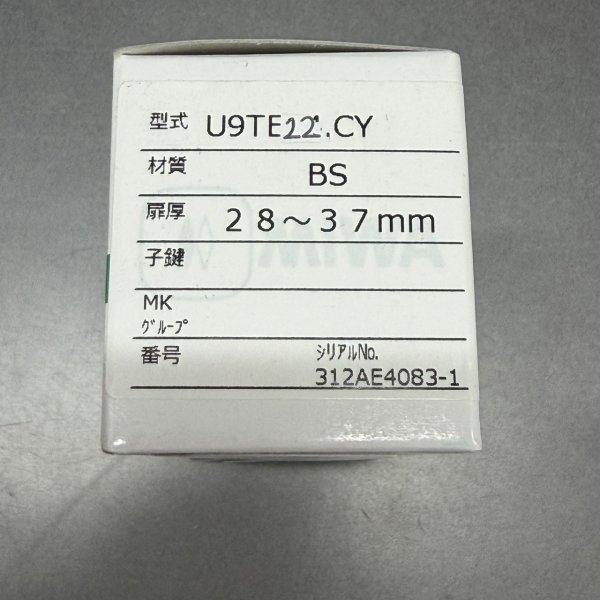 型式 U9TE22.CY
材質 BS
扉厚 28～37mm
子鍵
MK
グループ
番号 シリアルNo.
312AE4083-1
MIWA